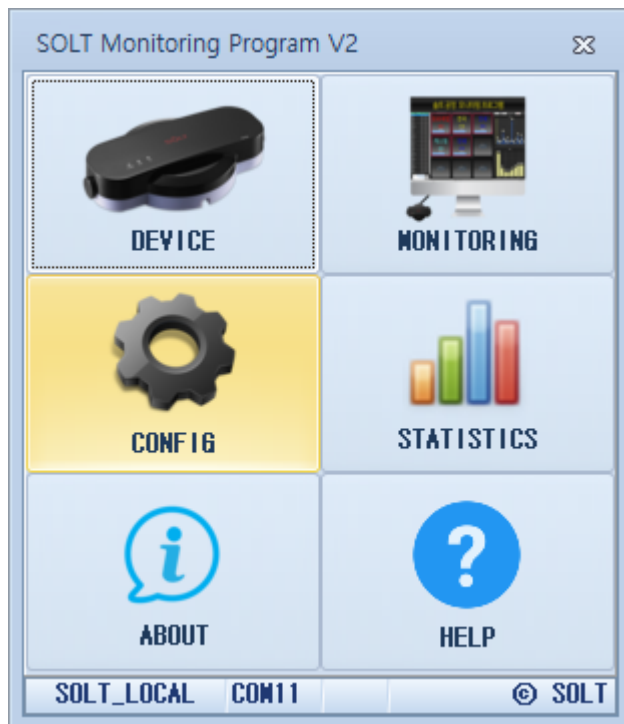 SOLT Monitoring Program V2
DEVICE
MONITORING
CONFIG
STATISTICS
i
ABOUT
?
HELP
SOLT_LOCAL COM11 © SOLT